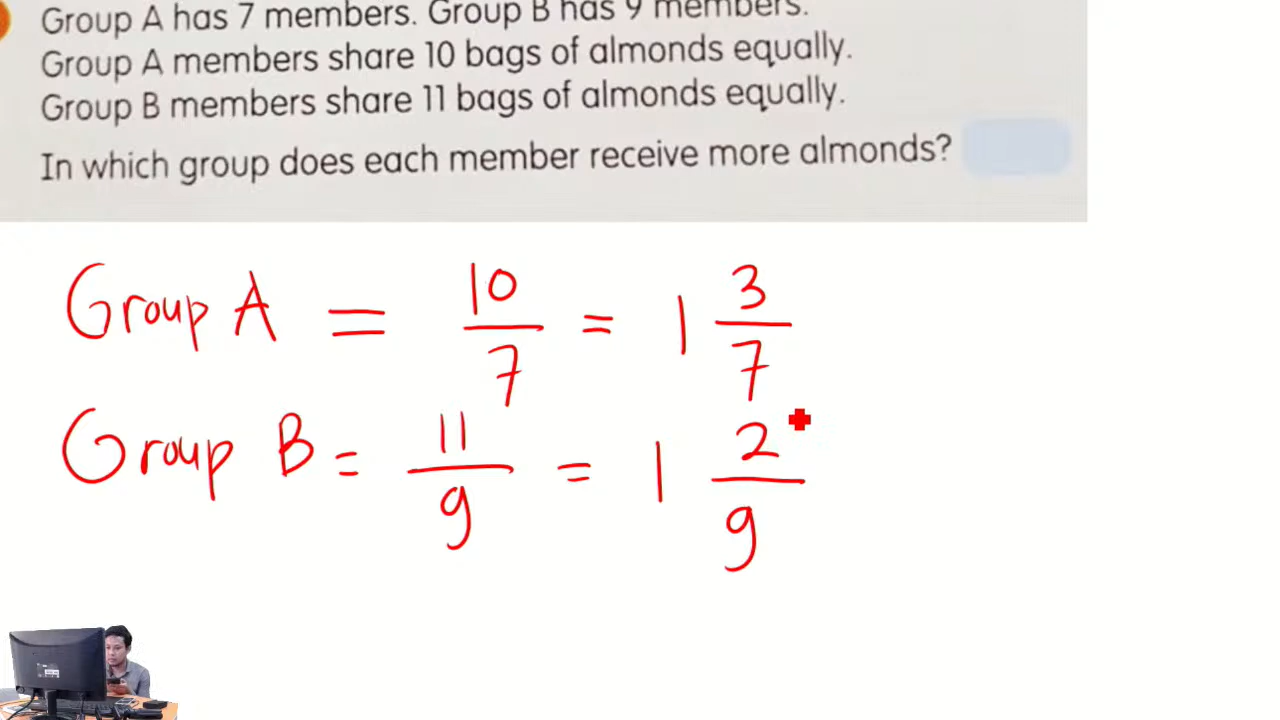 Group A has 7 members. Group B has 9 members.
Group A members share 10 bags of almonds equally.
Group B members share 11 bags of almonds equally.
In which group does each member receive more almonds?
Group A = 10/7 = 1 3/7
Group B = 11/9 = 1 2/9